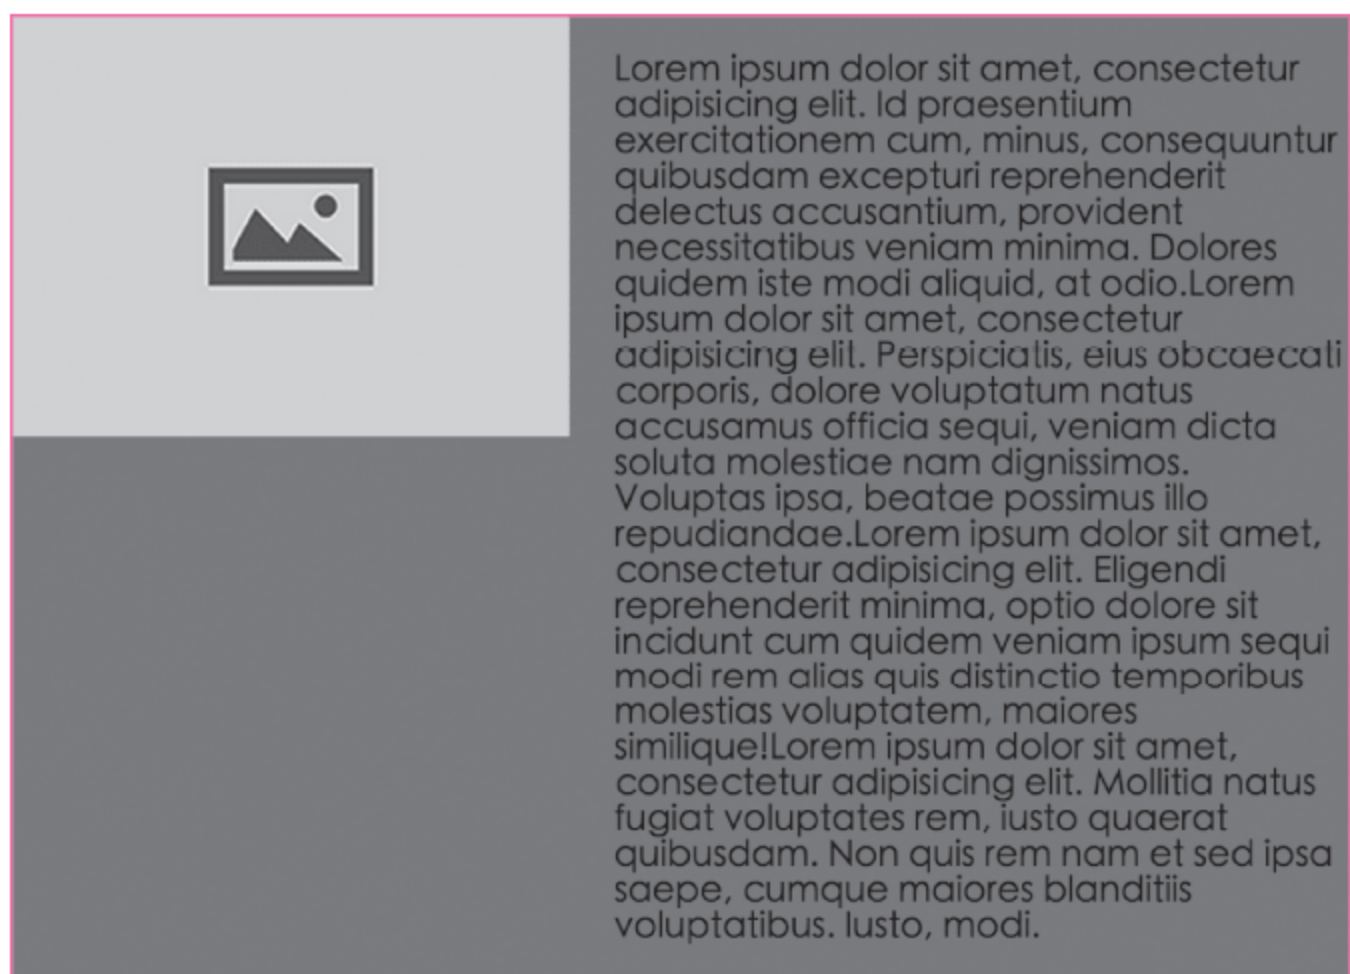 Lorem ipsum dolor sit amet, consectetur
adipisicing elit. Id praesentium
exercitationem cum, minus, consequuntur
quibusdam excepturi reprehenderit
delectus accusantium, provident
necessitatibus veniam minima. Dolores
quidem iste modi aliquid, at odio.Lorem
ipsum dolor sit amet, consectetur
adipisicing elit. Perspiciatis, eius obcaecati
corporis, dolore voluptatum natus
accusamus officia sequi, veniam dicta
soluta molestiae nam dignissimos.
Voluptas ipsa, beatae possimus illo
repudiandae.Lorem ipsum dolor sit amet,
consectetur adipisicing elit. Eligendi
reprehenderit minima, optio dolore sit
incidunt cum quidem veniam ipsum sequi
modi rem alias quis distinctio temporibus
molestias voluptatem, maiores
similique!Lorem ipsum dolor sit amet,
consectetur adipisicing elit. Mollitia natus
fugiat voluptates rem, iusto quaerat
quibusdam. Non quis rem nam et sed ipsa
saepe, cumque maiores blanditiis
voluptatibus. Iusto, modi.